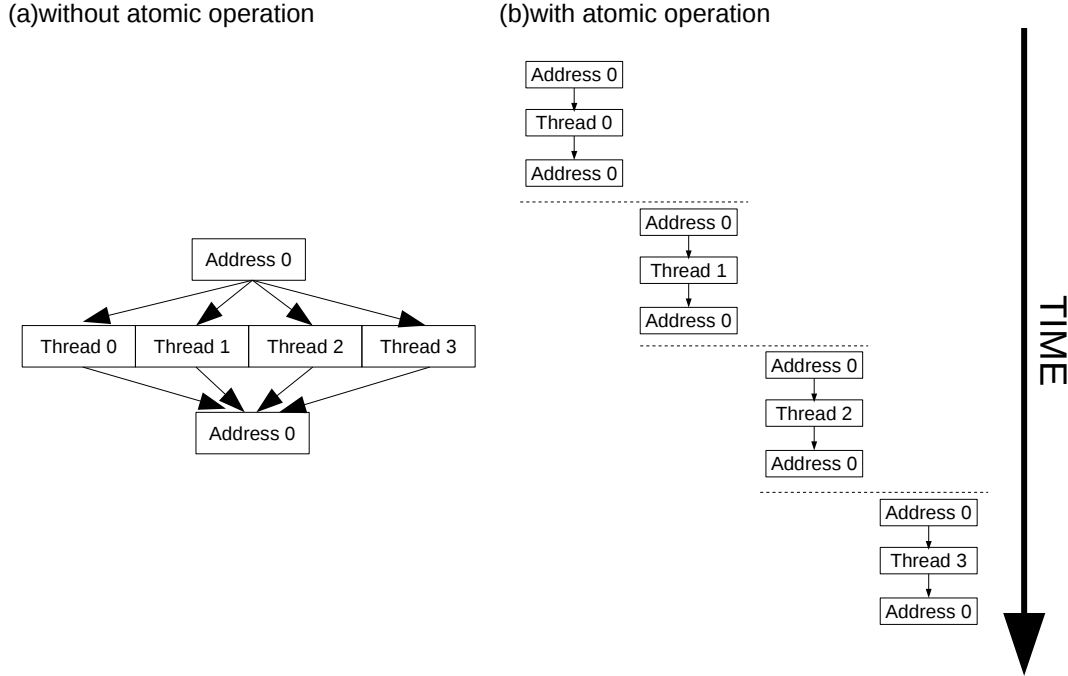 (a)without atomic operation
Address 0
Thread 0 Thread 1 Thread 2 Thread 3
Address 0
(b)with atomic operation
Address 0
Thread 0
Address 0
Address 0
Thread 1
Address 0
Address 0
Thread 2
Address 0
Address 0
Thread 3
Address 0
TIME